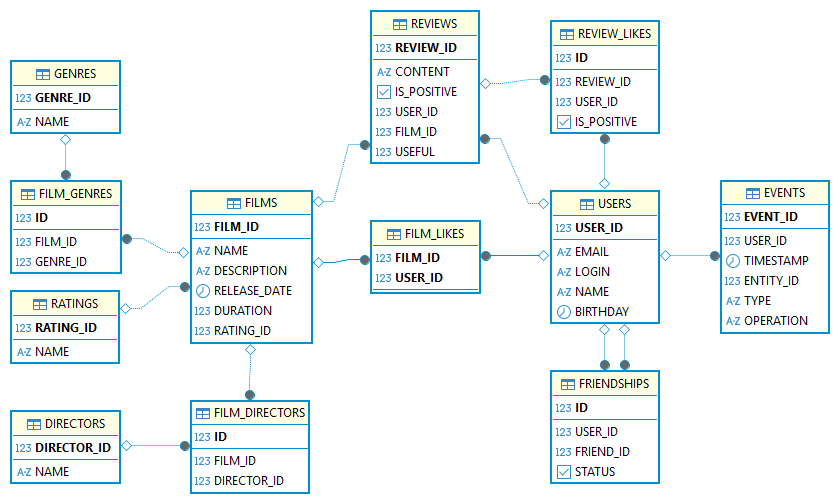 GENRES
123 GENRE_ID
A-Z NAME
FILM_GENRES
123 ID
123 FILM_ID
123 GENRE_ID
RATINGS
123 RATING_ID
A-Z NAME
DIRECTORS
123 DIRECTOR_ID
A-Z NAME
FILMS
123 FILM_ID
A-Z NAME
A-Z DESCRIPTION
RELEASE_DATE
123 DURATION
123 RATING_ID
FILM_DIRECTORS
123 ID
123 FILM_ID
123 DIRECTOR_ID
REVIEWS
123 REVIEW_ID
A-Z CONTENT
IS_POSITIVE
123 USER_ID
123 FILM_ID
123 USEFUL
FILM_LIKES
123 FILM_ID
123 USER_ID
REVIEW_LIKES
123 ID
123 REVIEW_ID
123 USER_ID
IS_POSITIVE
USERS
123 USER_ID
A-Z EMAIL
A-Z LOGIN
A-Z NAME
BIRTHDAY
FRIENDSHIPS
123 ID
123 USER_ID
123 FRIEND_ID
STATUS
EVENTS
123 EVENT_ID
123 USER_ID
TIMESTAMP
123 ENTITY_ID
A-Z TYPE
A-Z OPERATION